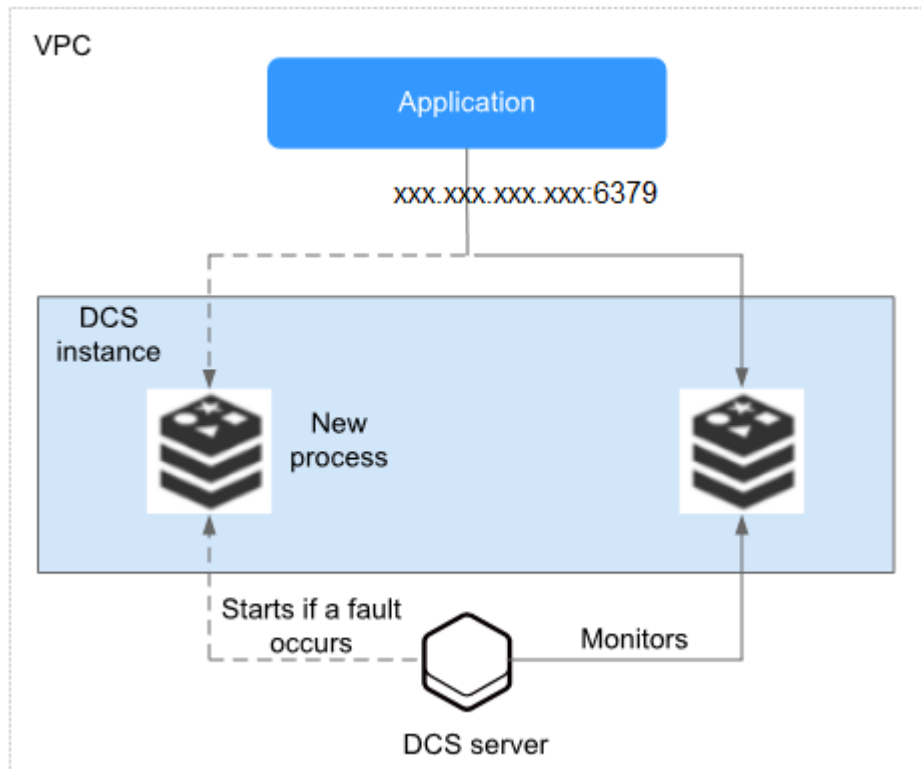 VPC
Application
xxx.xxx.xxx.xxx:6379
DCS
instance
New
process
Starts if a fault
occurs
Monitors
DCS server